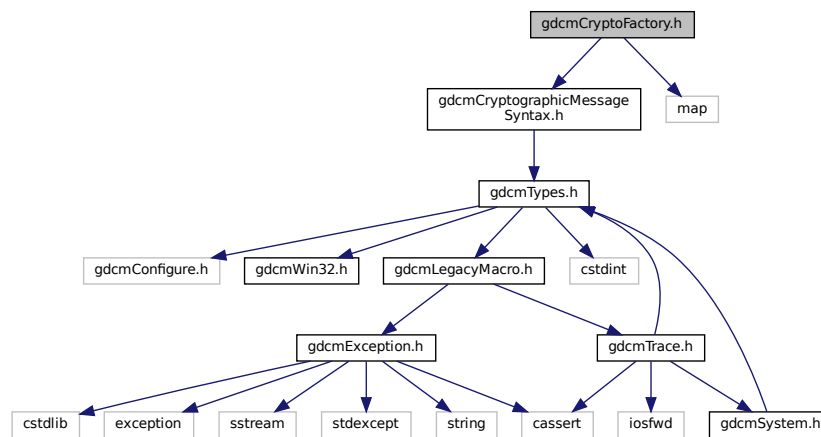 gdcmCryptoFactory.h
gdcmCryptographicMessage
Syntax.h
map
gdcmTypes.h
gdcmConfigure.h
gdcmWin32.h
gdcmLegacyMacro.h
cstdint
gdcmException.h
gdcmTrace.h
cstdlib
exception
sstream
stdexcept
string
cassert
iosfwd
gdcmSystem.h